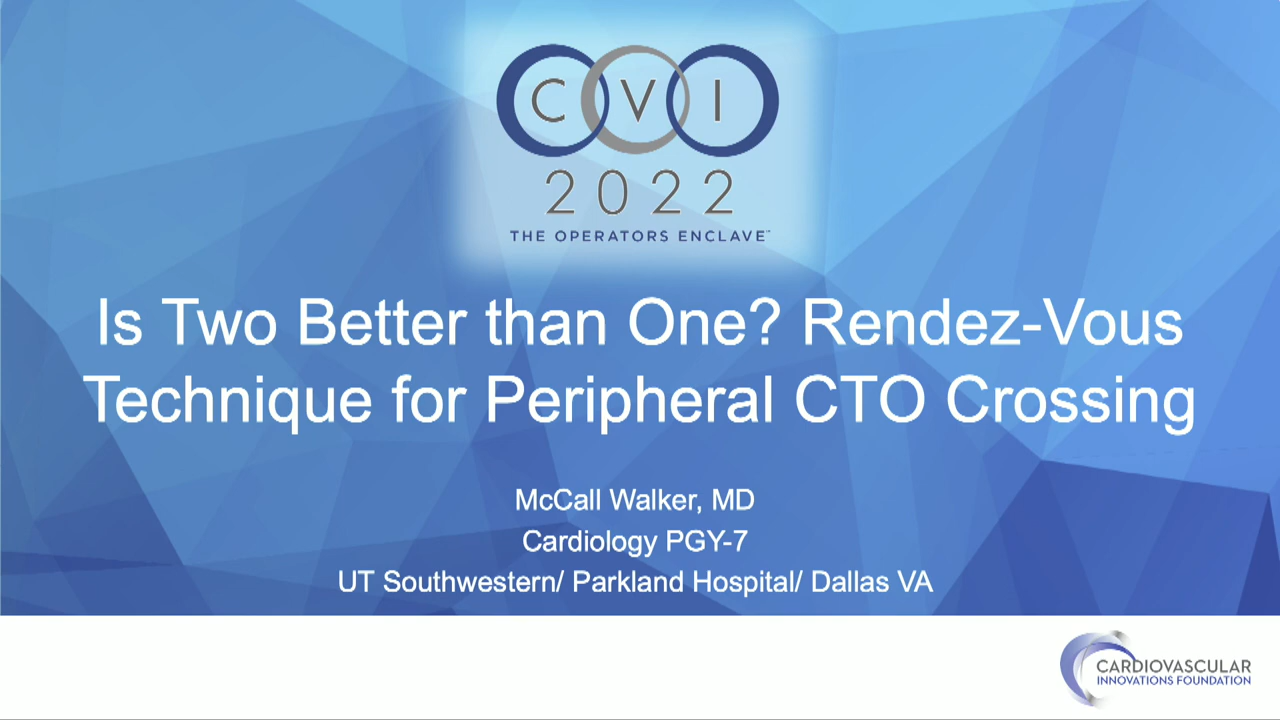 C V I
2022
THE OPERATORS ENCLAVE™
Is Two Better than One? Rendez-Vous
Technique for Peripheral CTO Crossing
McCall Walker, MD
Cardiology PGY-7
UT Southwestern/ Parkland Hospital/ Dallas VA
CARDIOVASCULAR
INNOVATIONS FOUNDATION